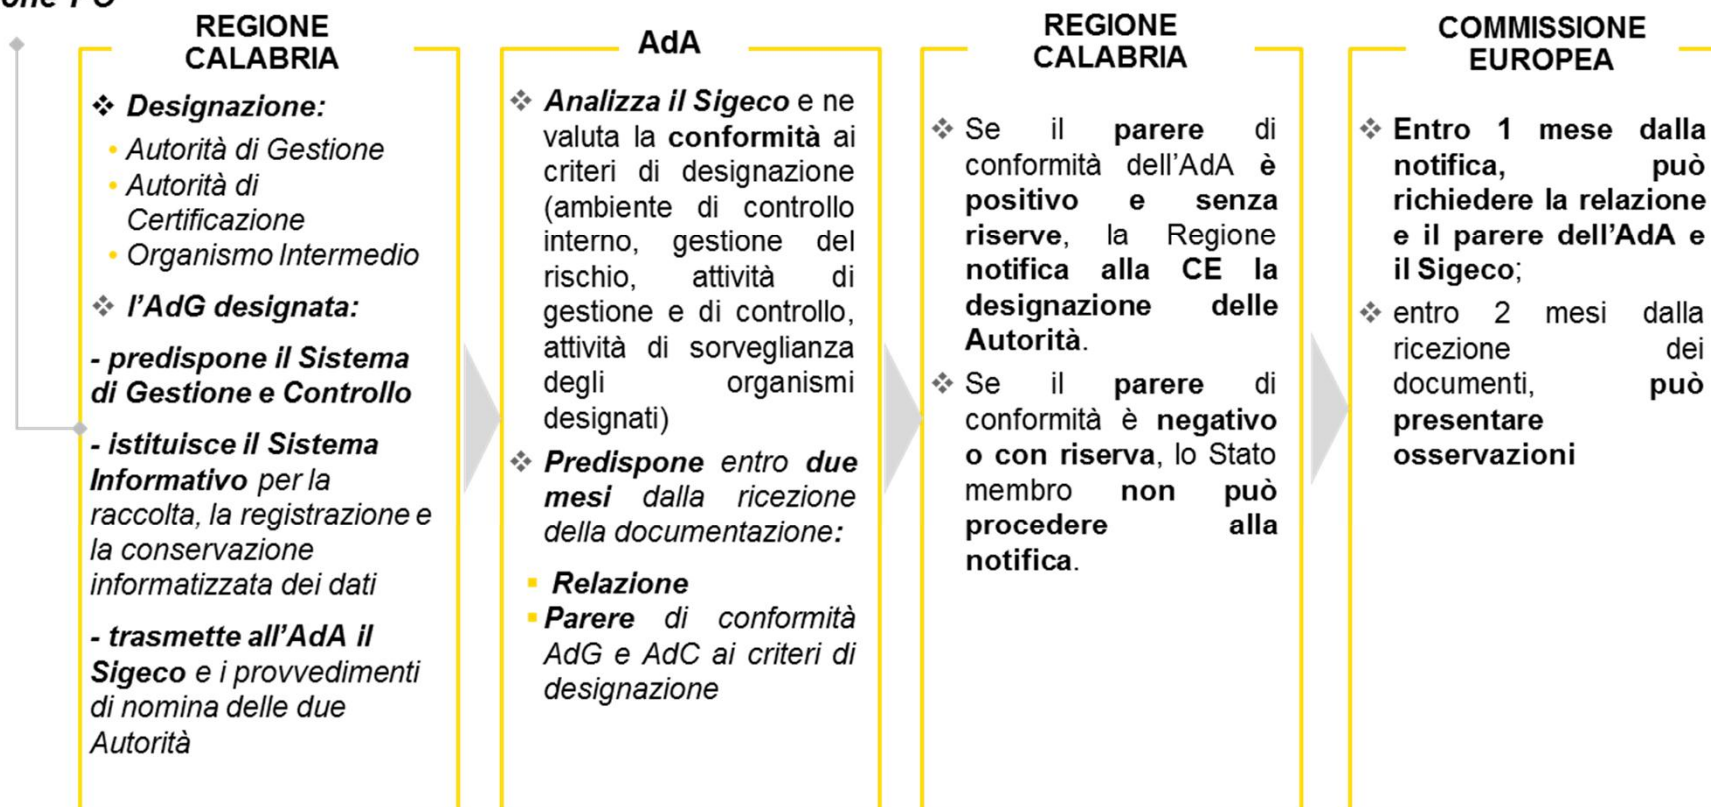 REGIONE
CALABRIA
❖ Designazione:
• Autorità di Gestione
• Autorità di
Certificazione
• Organismo Intermedio
❖ l'AdG designata:
- predispone il Sistema
di Gestione e Controllo
- istituisce il Sistema
Informativo per la
raccolta, la registrazione e
la conservazione
informatizzata dei dati
- trasmette all'AdA il
Sigeco e i provvedimenti
di nomina delle due
Autorità
AdA
❖ Analizza il Sigeco e ne
valuta la conformità ai
criteri di designazione
(ambiente di controllo
interno, gestione del
rischio, attività di
gestione e di controllo,
attività di sorveglianza
degli organismi
designati)
❖ Predispone entro due
mesi dalla ricezione
della documentazione:
▪ Relazione
▪ Parere di conformità
AdG e AdC ai criteri di
designazione
REGIONE
CALABRIA
❖ Se il parere di
conformità dell'AdA è
positivo e senza
riserve, la Regione
notifica alla CE la
designazione delle
Autorità.
❖ Se il parere di
conformità è negativo
o con riserva, lo Stato
membro non può
procedere alla
notifica.
COMMISSIONE
EUROPEA
❖ Entro 1 mese dalla
notifica, può
richiedere la relazione
e il parere dell'AdA e
il Sigeco;
❖ entro 2 mesi dalla
ricezione dei
documenti, può
presentare
osservazioni